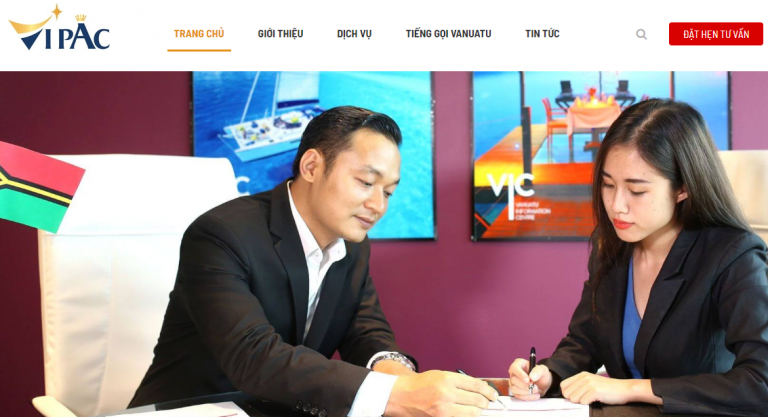 VIPAC
TRANG CHỦ
GIỚI THIỆU
DỊCH VỤ
TIẾNG GỌI VANUATU
TIN TỨC
ĐẶT HẸN TƯ VẤN
VIC
VANUATU
INFORMATION
CENTRE